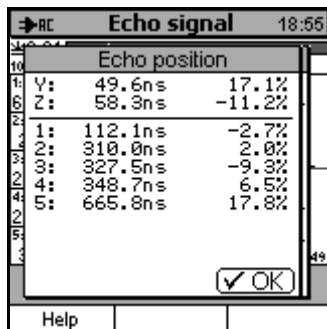 AC Echo signal 18:55
Echo position
Y: 49.6ns 17.1%
Z: 58.3ns -11.2%
1: 112.1ns -2.7%
2: 310.0ns 2.0%
3: 327.5ns -9.3%
4: 348.7ns 6.5%
5: 665.8ns 17.8%
OK
Help